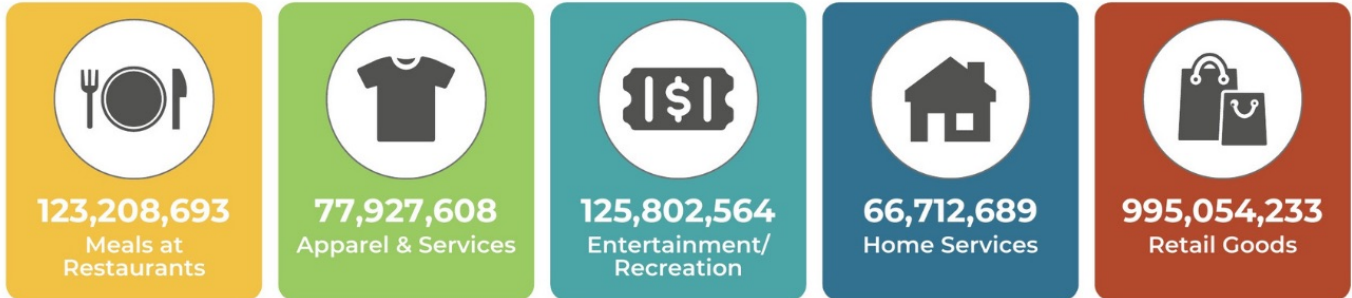 123,208,693
Meals at
Restaurants
77,927,608
Apparel & Services
$
125,802,564
Entertainment/
Recreation
66,712,689
Home Services
995,054,233
Retail Goods